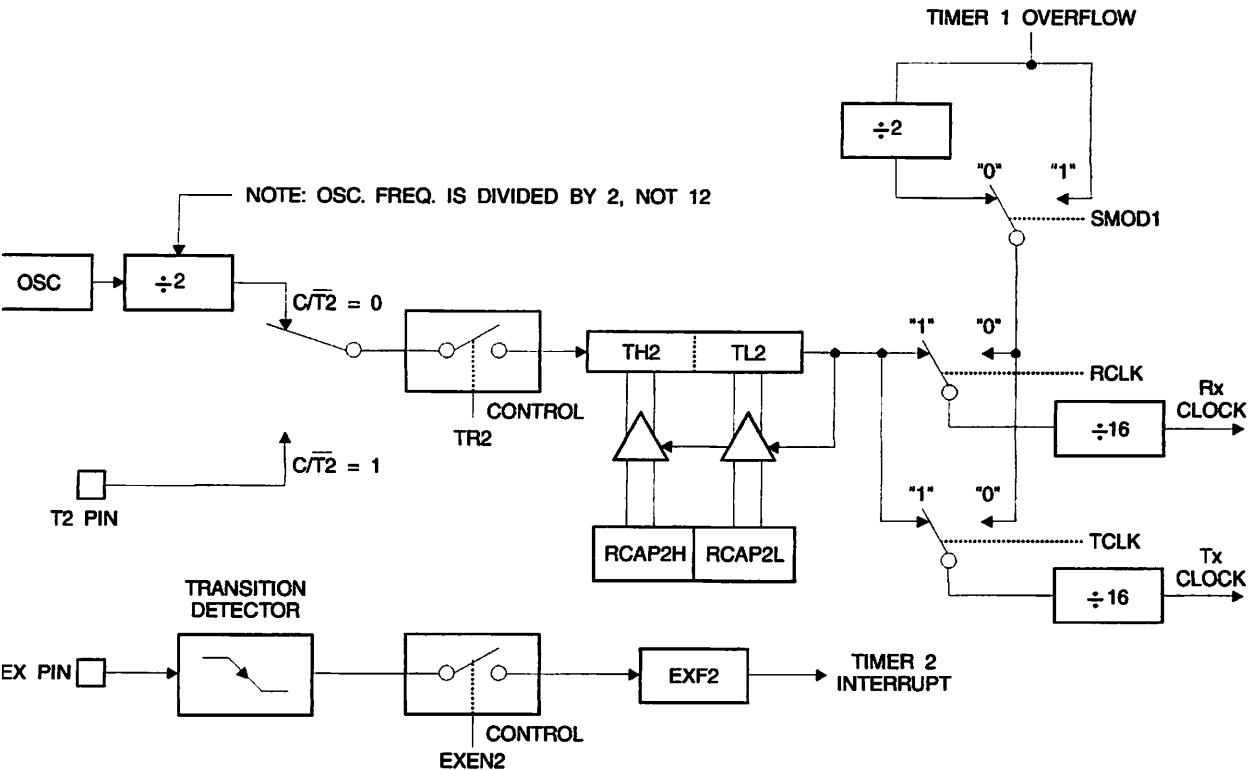 TIMER 1 OVERFLOW
÷2
"0" "1"
SMOD1
NOTE: OSC. FREQ. IS DIVIDED BY 2, NOT 12
OSC
÷2
C/T̅2̅ = 0
TH2 TL2
"1" "0"
RCLK
CONTROL
TR2
Rx
CLOCK
÷16
C/T̅2̅ = 1
T2 PIN
RCAP2H RCAP2L
"1" "0"
TCLK
Tx
CLOCK
÷16
TRANSITION
DETECTOR
EX PIN
EXF2
TIMER 2
INTERRUPT
CONTROL
EXEN2